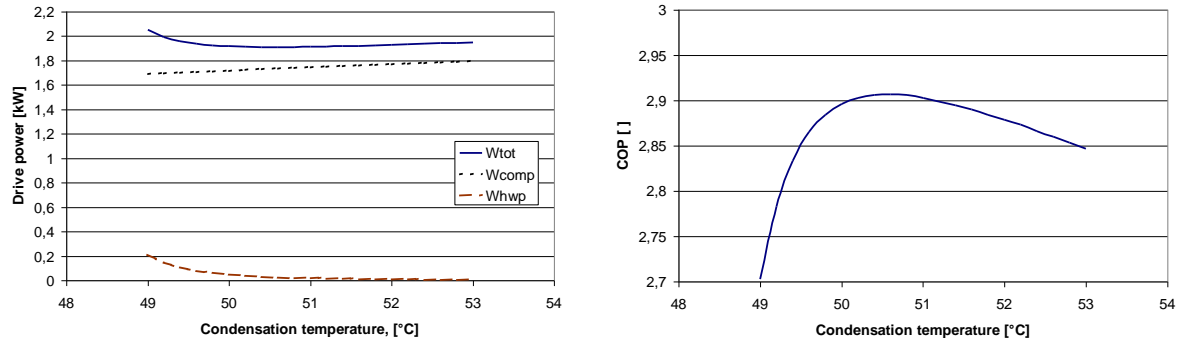 Drive power [kW]
2,2
2
1,8
1,6
1,4
1,2
1
0,8
0,6
0,4
0,2
0
Wtot
Wcomp
Whwp
48 49 50 51 52 53 54
Condensation temperature, [°C]
COP [ ]
3
2,95
2,9
2,85
2,8
2,75
2,7
48 49 50 51 52 53 54
Condensation temperature [°C]